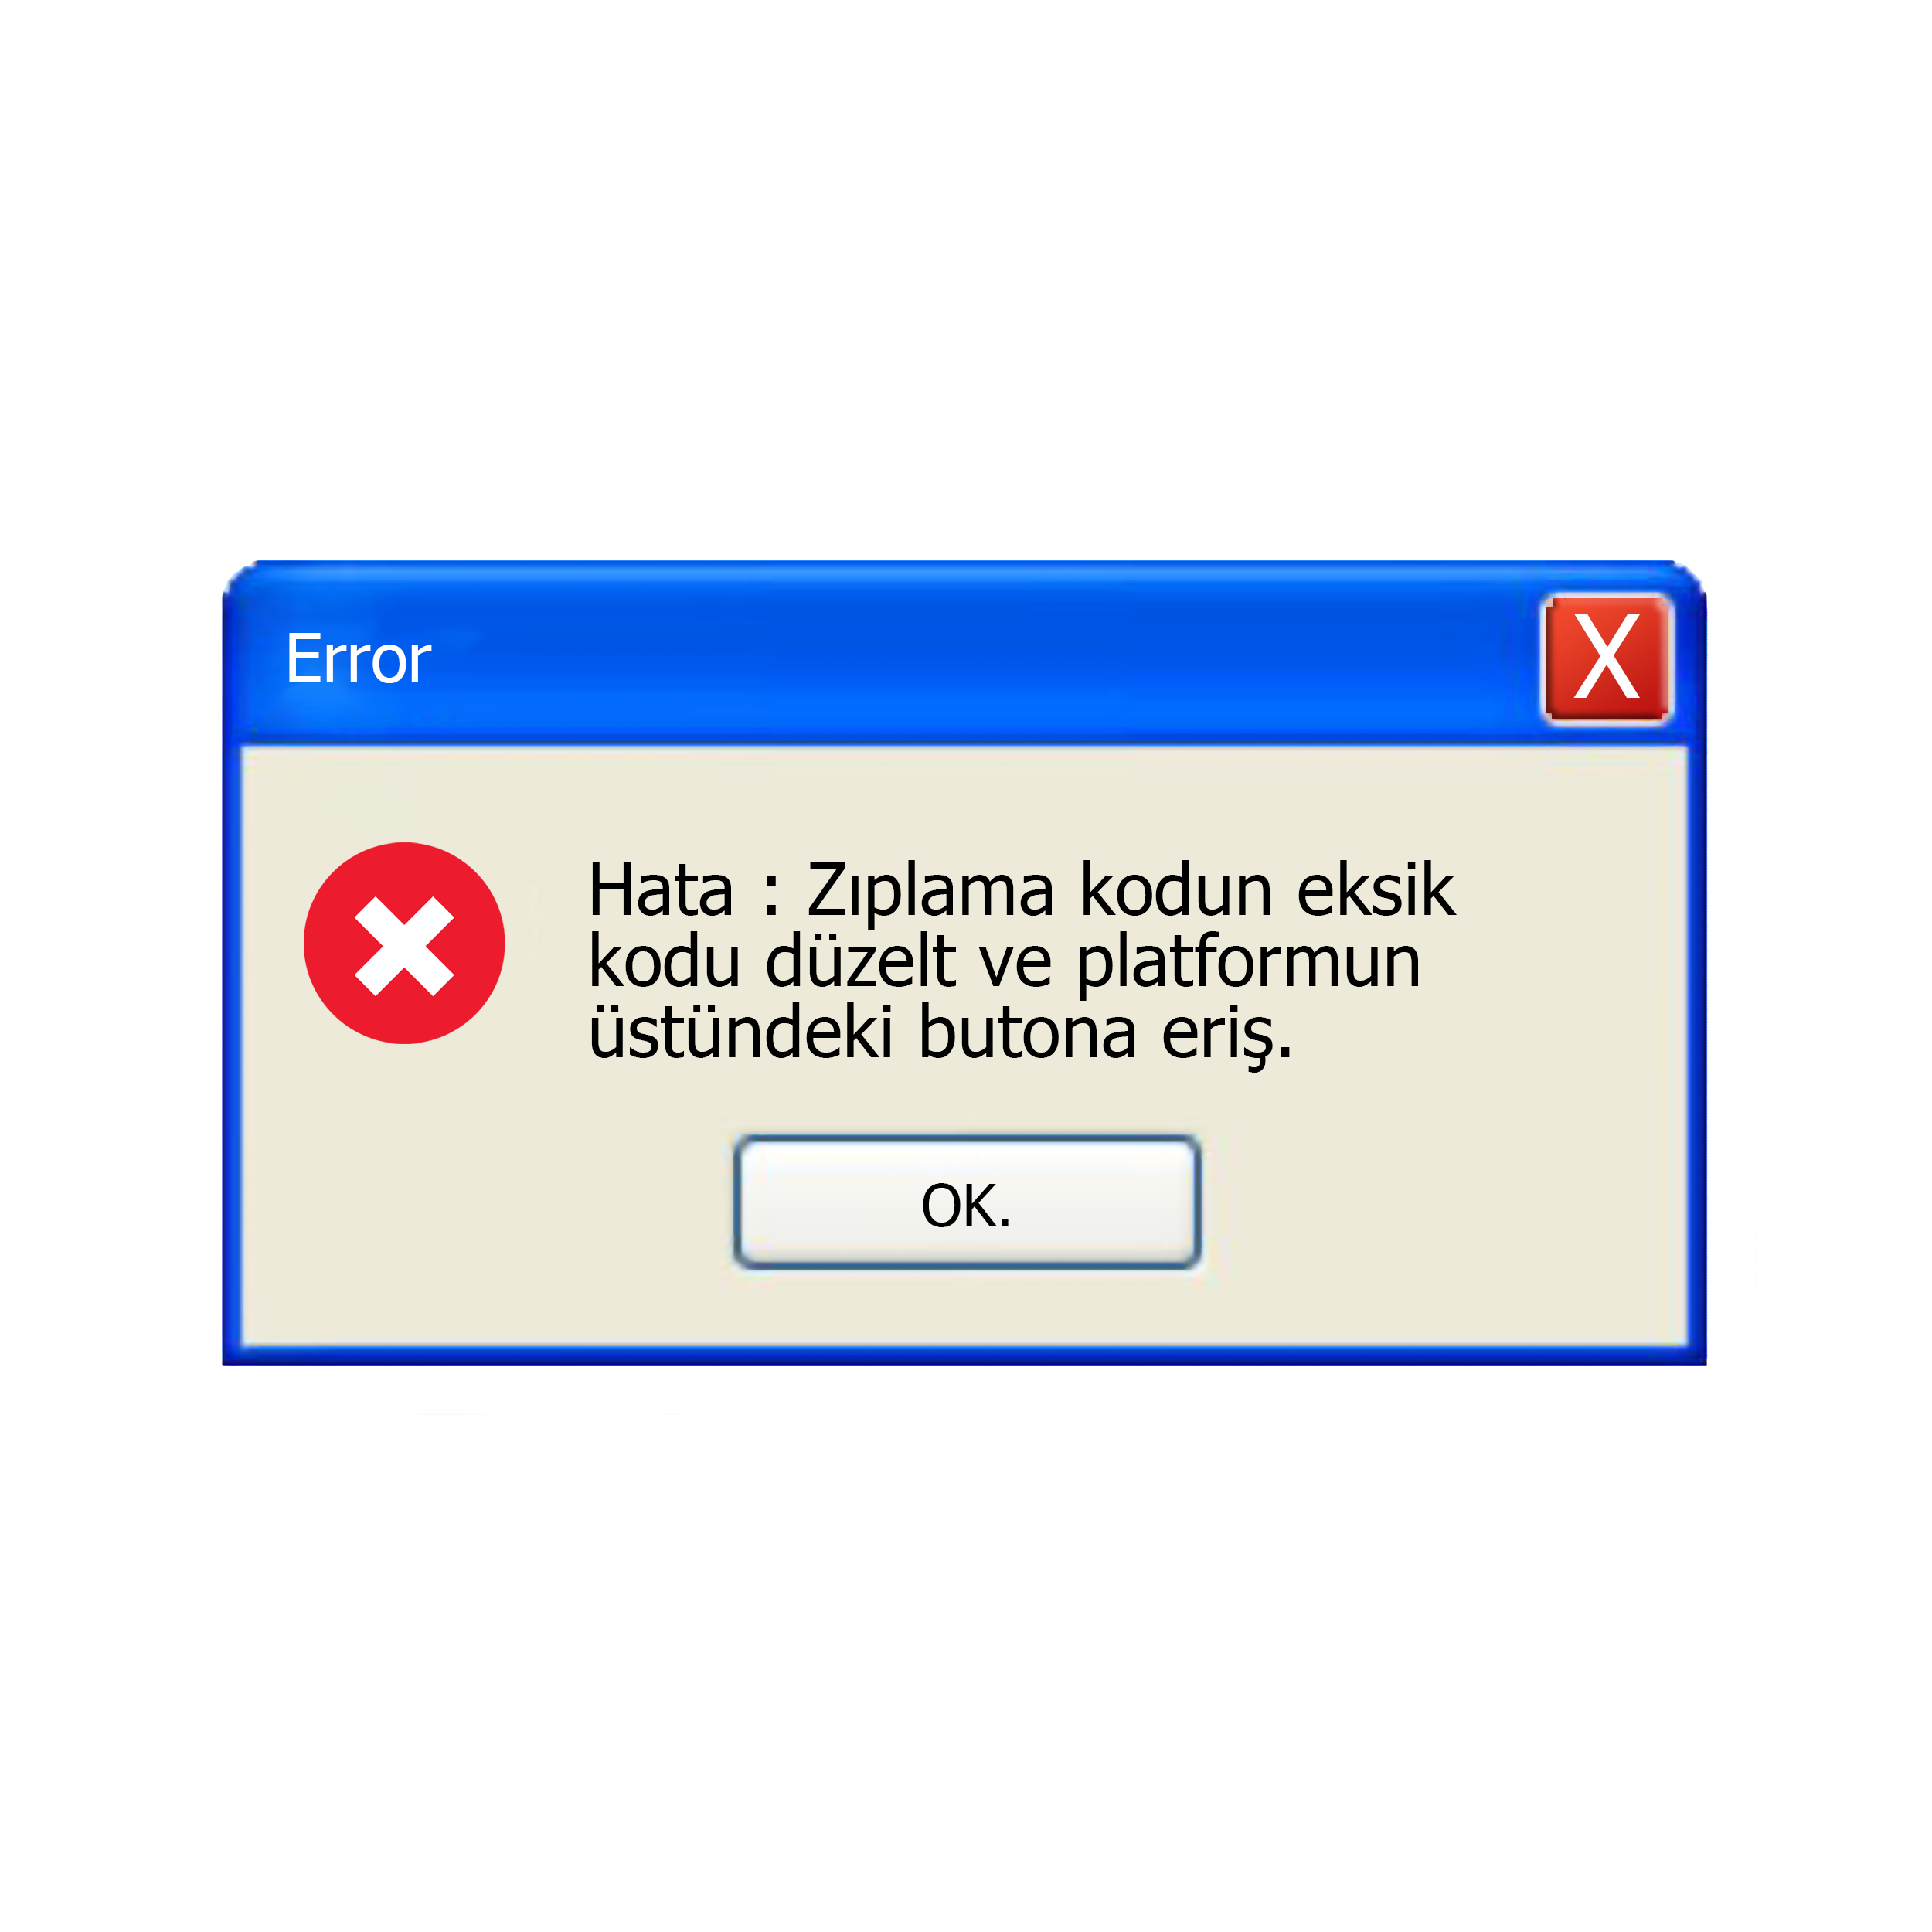 Error
X
Hata : Zıplama kodun eksik
kodu düzelt ve platformun
üstündeki butona eriş.
OK.